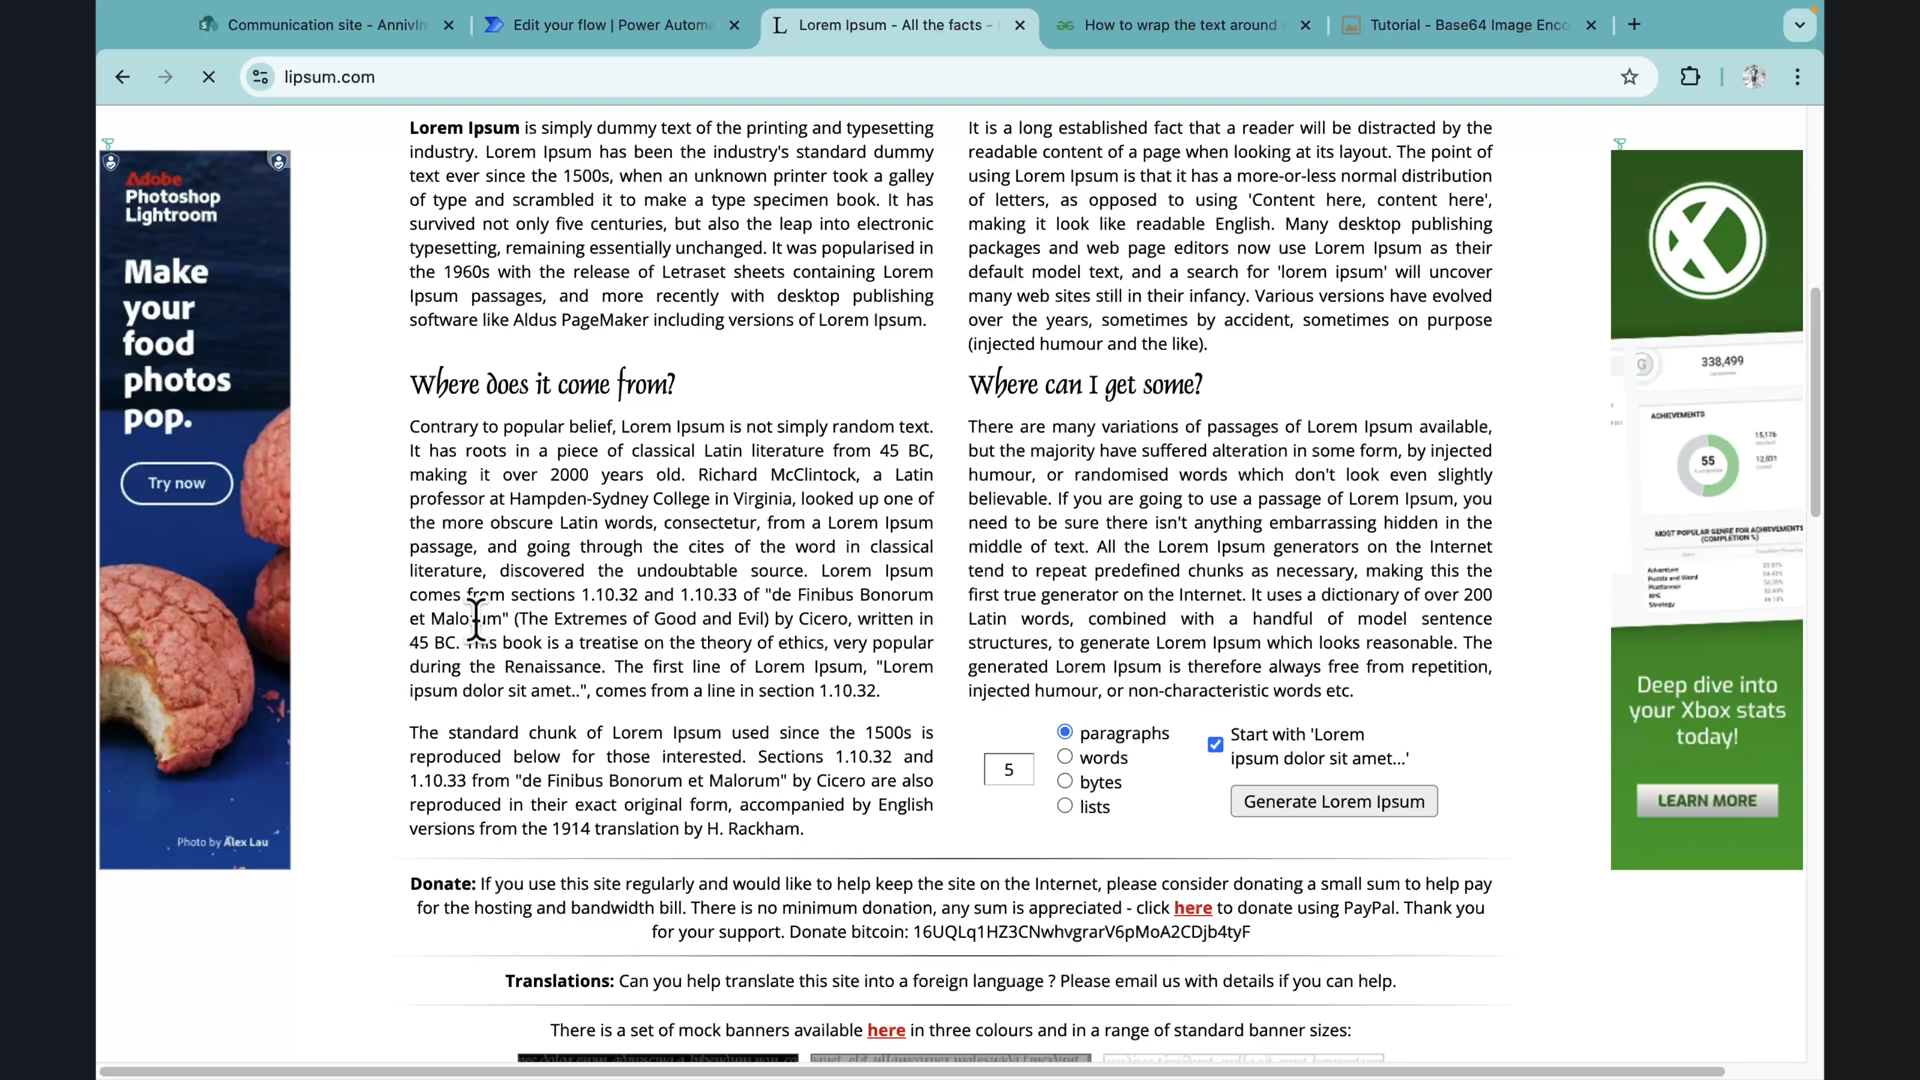 Communication site - AnnivIm
Edit your flow | Power Automa
Lorem Ipsum - All the facts -
How to wrap the text around
Tutorial - Base64 Image Enco
lipsum.com
Adobe
Photoshop
Lightroom
Make
your
food
photos
pop.
Try now
Photo by Alex Lau
Lorem Ipsum is simply dummy text of the printing and typesetting
industry. Lorem Ipsum has been the industry's standard dummy
text ever since the 1500s, when an unknown printer took a galley
of type and scrambled it to make a type specimen book. It has
survived not only five centuries, but also the leap into electronic
typesetting, remaining essentially unchanged. It was popularised in
the 1960s with the release of Letraset sheets containing Lorem
Ipsum passages, and more recently with desktop publishing
software like Aldus PageMaker including versions of Lorem Ipsum.
Where does it come from?
Contrary to popular belief, Lorem Ipsum is not simply random text.
It has roots in a piece of classical Latin literature from 45 BC,
making it over 2000 years old. Richard McClintock, a Latin
professor at Hampden-Sydney College in Virginia, looked up one of
the more obscure Latin words, consectetur, from a Lorem Ipsum
passage, and going through the cites of the word in classical
literature, discovered the undoubtable source. Lorem Ipsum
comes from sections 1.10.32 and 1.10.33 of "de Finibus Bonorum
et Malorum" (The Extremes of Good and Evil) by Cicero, written in
45 BC. This book is a treatise on the theory of ethics, very popular
during the Renaissance. The first line of Lorem Ipsum, "Lorem
ipsum dolor sit amet..", comes from a line in section 1.10.32.
The standard chunk of Lorem Ipsum used since the 1500s is
reproduced below for those interested. Sections 1.10.32 and
1.10.33 from "de Finibus Bonorum et Malorum" by Cicero are also
reproduced in their exact original form, accompanied by English
versions from the 1914 translation by H. Rackham.
It is a long established fact that a reader will be distracted by the
readable content of a page when looking at its layout. The point of
using Lorem Ipsum is that it has a more-or-less normal distribution
of letters, as opposed to using 'Content here, content here',
making it look like readable English. Many desktop publishing
packages and web page editors now use Lorem Ipsum as their
default model text, and a search for 'lorem ipsum' will uncover
many web sites still in their infancy. Various versions have evolved
over the years, sometimes by accident, sometimes on purpose
(injected humour and the like).
Where can I get some?
There are many variations of passages of Lorem Ipsum available,
but the majority have suffered alteration in some form, by injected
humour, or randomised words which don't look even slightly
believable. If you are going to use a passage of Lorem Ipsum, you
need to be sure there isn't anything embarrassing hidden in the
middle of text. All the Lorem Ipsum generators on the Internet
tend to repeat predefined chunks as necessary, making this the
first true generator on the Internet. It uses a dictionary of over 200
Latin words, combined with a handful of model sentence
structures, to generate Lorem Ipsum which looks reasonable. The
generated Lorem Ipsum is therefore always free from repetition,
injected humour, or non-characteristic words etc.
5
paragraphs
words
bytes
lists
Start with 'Lorem
ipsum dolor sit amet...'
Generate Lorem Ipsum
Donate: If you use this site regularly and would like to help keep the site on the Internet, please consider donating a small sum to help pay
for the hosting and bandwidth bill. There is no minimum donation, any sum is appreciated - click here to donate using PayPal. Thank you
for your support. Donate bitcoin: 16UQLq1HZ3CNwhvgrarV6pMoA2CDjb4tyF
Translations: Can you help translate this site into a foreign language ? Please email us with details if you can help.
There is a set of mock banners available here in three colours and in a range of standard banner sizes:
G
338,499
ACHIEVEMENTS
15,176
55
12,831
MOST POPULAR GENRE FOR ACHIEVEMENTS
(COMPLETION %)
Adventure
Puzzle and Word
Platformer
RPG
Strategy
Deep dive into
your Xbox stats
today!
LEARN MORE